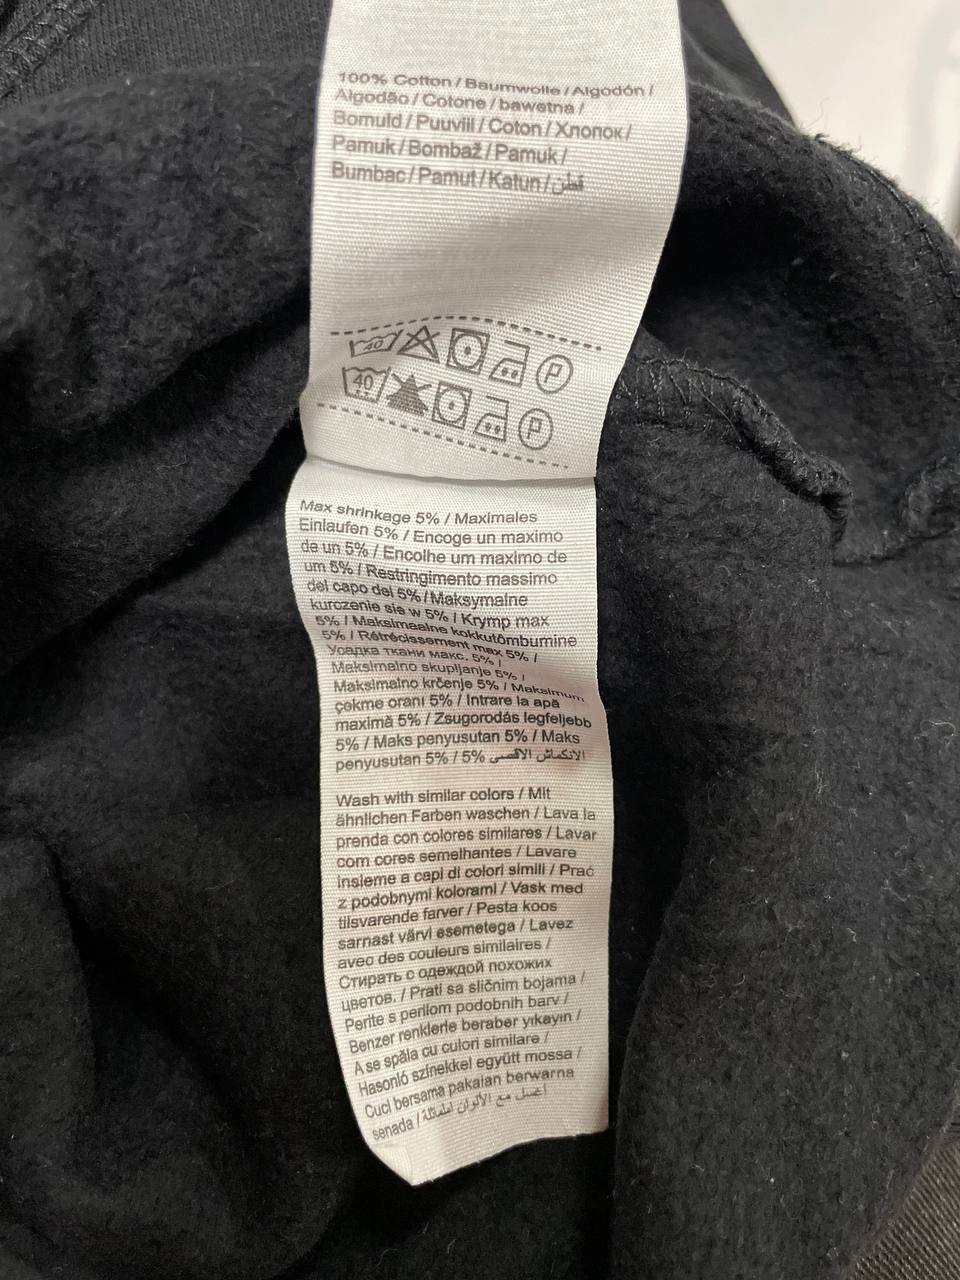 100% Cotton / Baumwolle / Algodón /
Algodão / Cotone / bawełna /
Bomuld / Puuvill / Coton / Хлопок /
Pamuk / Bombaž / Pamuk /
Bumbac / Pamut / Katun / قطن
40 P
40 P
Max shrinkage 5% / Maximales
Einlaufen 5% / Encoge un maximo
de un 5% / Encolhe um maximo de
um 5% / Restringimento massimo
del capo del 5% / Maksymalne
kurczenie sie w 5% / Krymp max
5% / Maksimaalne kokkutõmbumine
5% / Rétrécissement max 5% /
Усадка ткани макс. 5% /
Maksimalno skupljanje 5% /
Maksimalno krčenje 5% / Maksimum
çekme oranı 5% / Intrare la apă
maximă 5% / Zsugorodás legfeljebb
5% / Maks penyusutan 5% / Maks
penyusutan 5% / 5% الانكماش الاقصى
Wash with similar colors / Mit
ähnlichen Farben waschen / Lava la
prenda con colores similares / Lavar
com cores semelhantes / Lavare
insieme a capi di colori simili / Prać
z podobnymi kolorami / Vask med
tilsvarende farver / Pesta koos
sarnast värvi esemetega / Lavez
avec des couleurs similaires /
Стирать с одеждой похожих
цветов. / Prati sa sličnim bojama /
Perite s perilom podobnih barv /
Benzer renklerle beraber yıkayın /
A se spăla cu culori similare /
Hasonló színekkel együtt mossa /
Cuci bersama pakaian berwarna
senada / اغسل مع الألوان